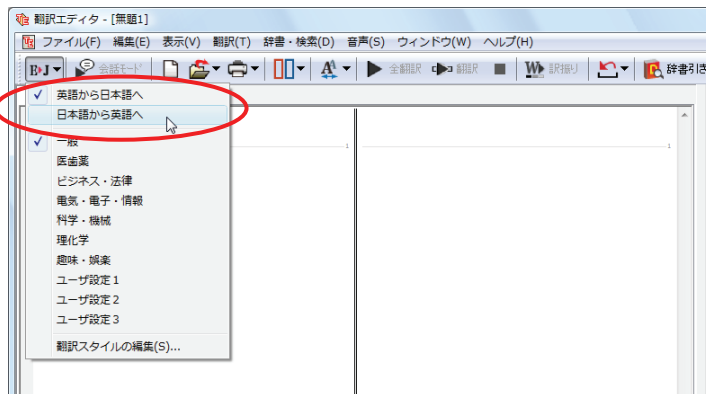 翻訳エディタ - [無題1]
ファイル(F) 編集(E) 表示(V) 翻訳(T) 辞書・検索(D) 音声(S) ウィンドウ(W) ヘルプ(H)
E▸J 会話モード 全翻訳 翻訳 訳振り 辞書引き
英語から日本語へ
日本語から英語へ
一般
1 1
医歯薬
ビジネス・法律
電気・電子・情報
科学・機械
理化学
趣味・娯楽
ユーザ設定1
ユーザ設定2
ユーザ設定3
翻訳スタイルの編集(S)...